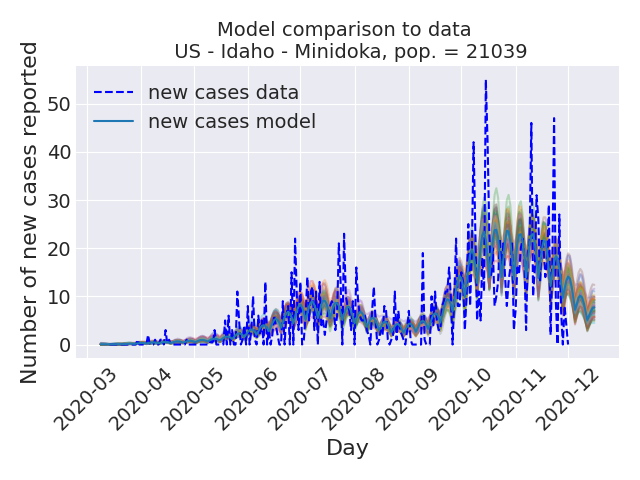 Model comparison to data
US - Idaho - Minidoka, pop. = 21039
new cases data
new cases model
Number of new cases reported
50
40
30
20
10
0
2020-03
2020-04
2020-05
2020-06
2020-07
2020-08
2020-09
2020-10
2020-11
2020-12
Day